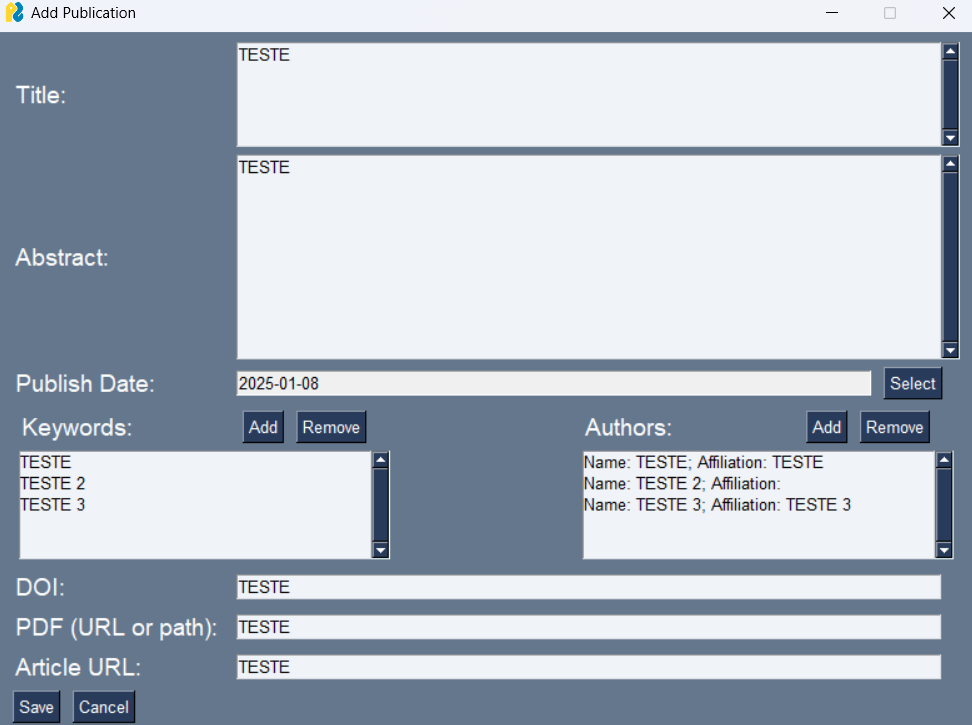 Add Publication
Title:
TESTE
Abstract:
TESTE
Publish Date:
2025-01-08
Select
Keywords:
Add
Remove
TESTE
TESTE 2
TESTE 3
Authors:
Add
Remove
Name: TESTE; Affiliation: TESTE
Name: TESTE 2; Affiliation:
Name: TESTE 3; Affiliation: TESTE 3
DOI:
TESTE
PDF (URL or path):
TESTE
Article URL:
TESTE
Save
Cancel